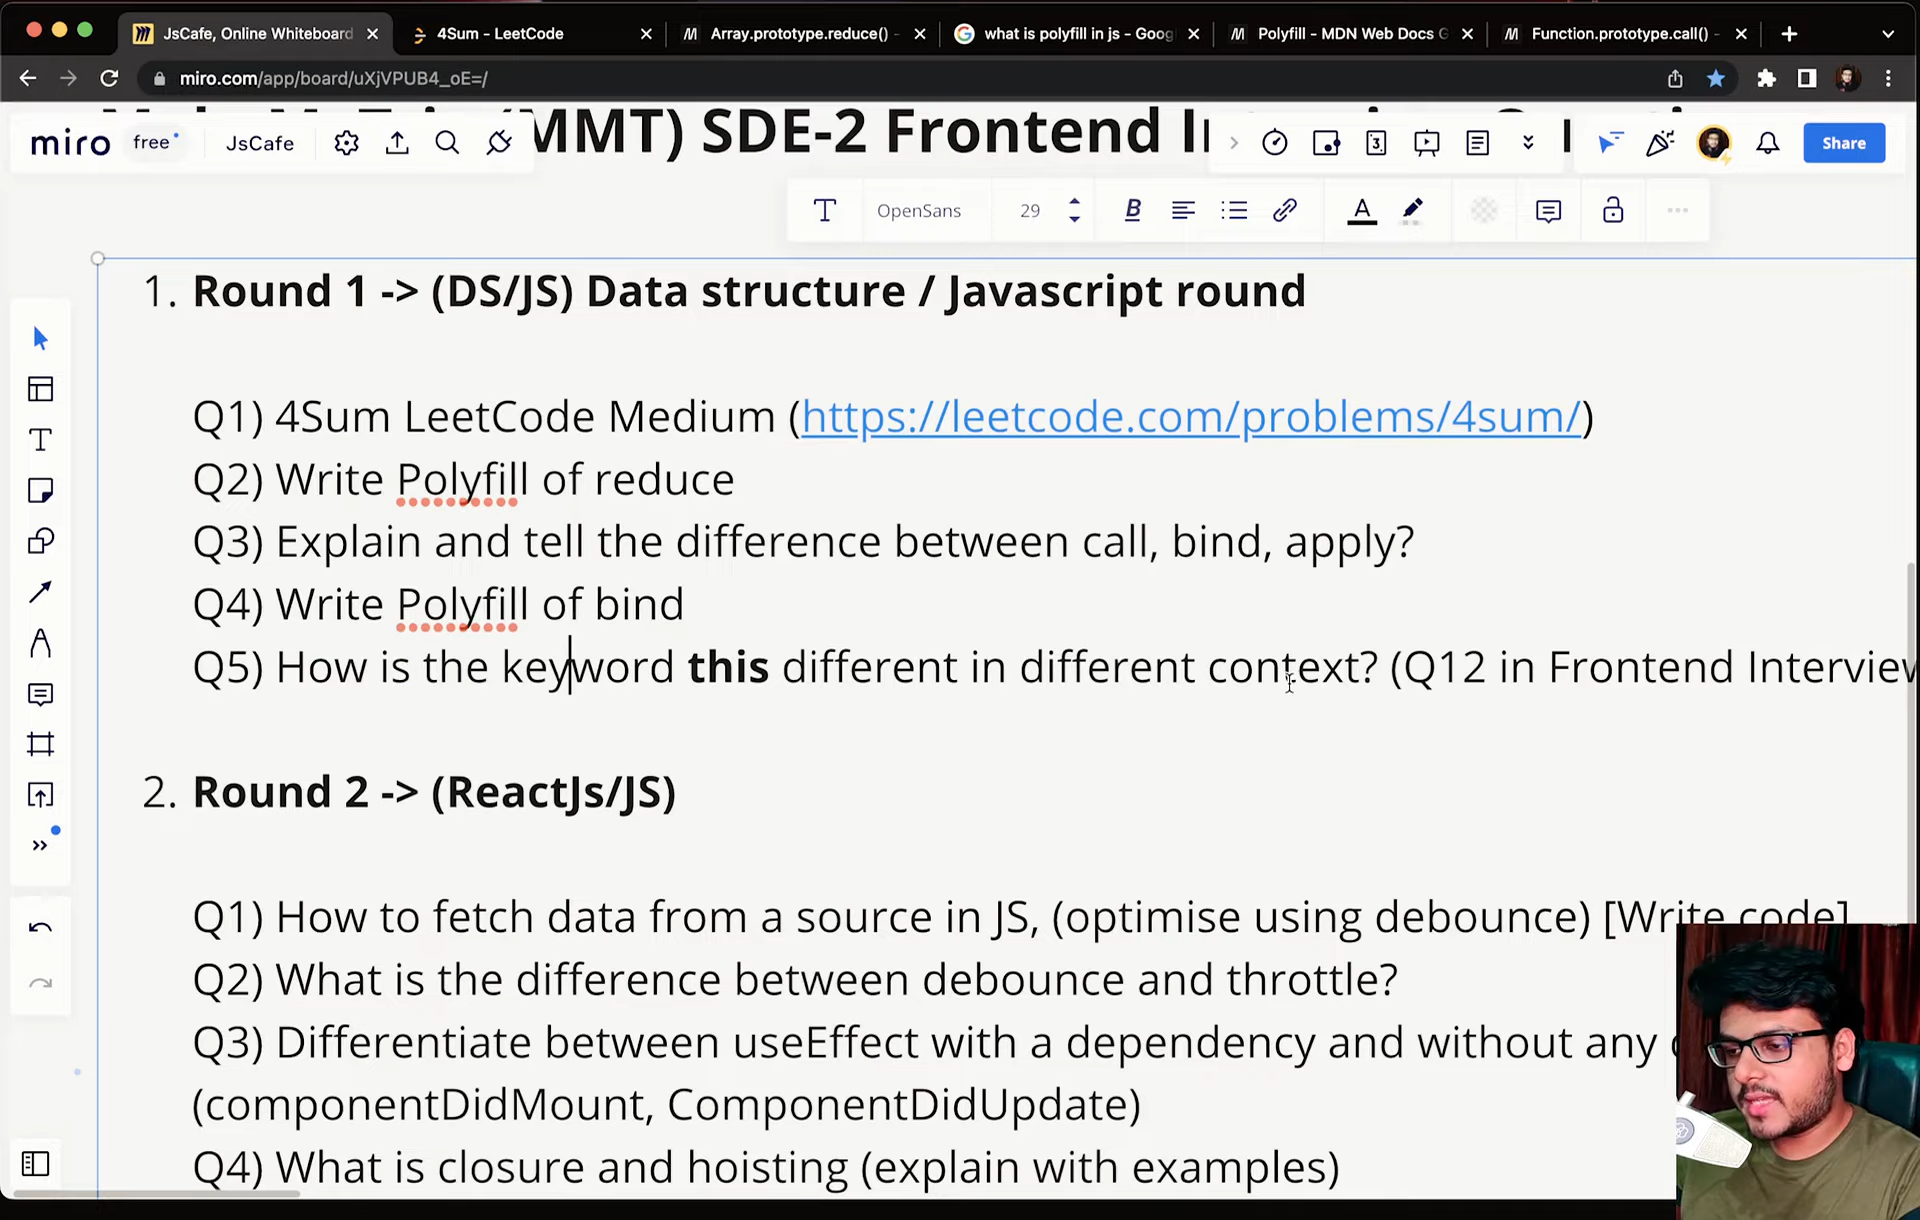 JsCafe, Online Whiteboard
4Sum - LeetCode
Array.prototype.reduce() -
what is polyfill in js - Goog
Polyfill - MDN Web Docs G
Function.prototype.call() -
miro.com/app/board/uXjVPUB4_oE=/
(MMT) SDE-2 Frontend
miro free JsCafe
Share
OpenSans 29
1. Round 1 -> (DS/JS) Data structure / Javascript round
Q1) 4Sum LeetCode Medium (https://leetcode.com/problems/4sum/)
Q2) Write Polyfill of reduce
Q3) Explain and tell the difference between call, bind, apply?
Q4) Write Polyfill of bind
Q5) How is the keyword this different in different context? (Q12 in Frontend Interview
2. Round 2 -> (ReactJs/JS)
Q1) How to fetch data from a source in JS, (optimise using debounce) [Write code]
Q2) What is the difference between debounce and throttle?
Q3) Differentiate between useEffect with a dependency and without any
(componentDidMount, ComponentDidUpdate)
Q4) What is closure and hoisting (explain with examples)